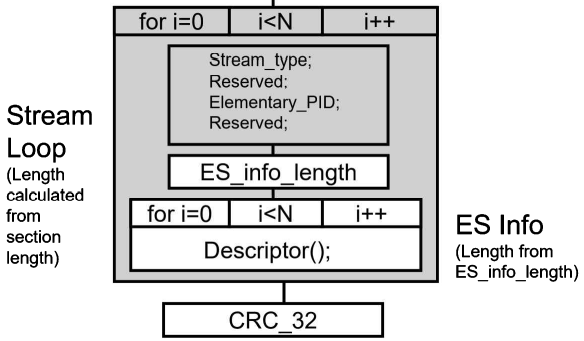 for i=0 i<N i++
Stream_type;
Reserved;
Elementary_PID;
Reserved;
Stream
Loop
(Length
calculated
from
section
length)
ES_info_length
for i=0 i<N i++
Descriptor();
ES Info
(Length from
ES_info_length)
CRC_32